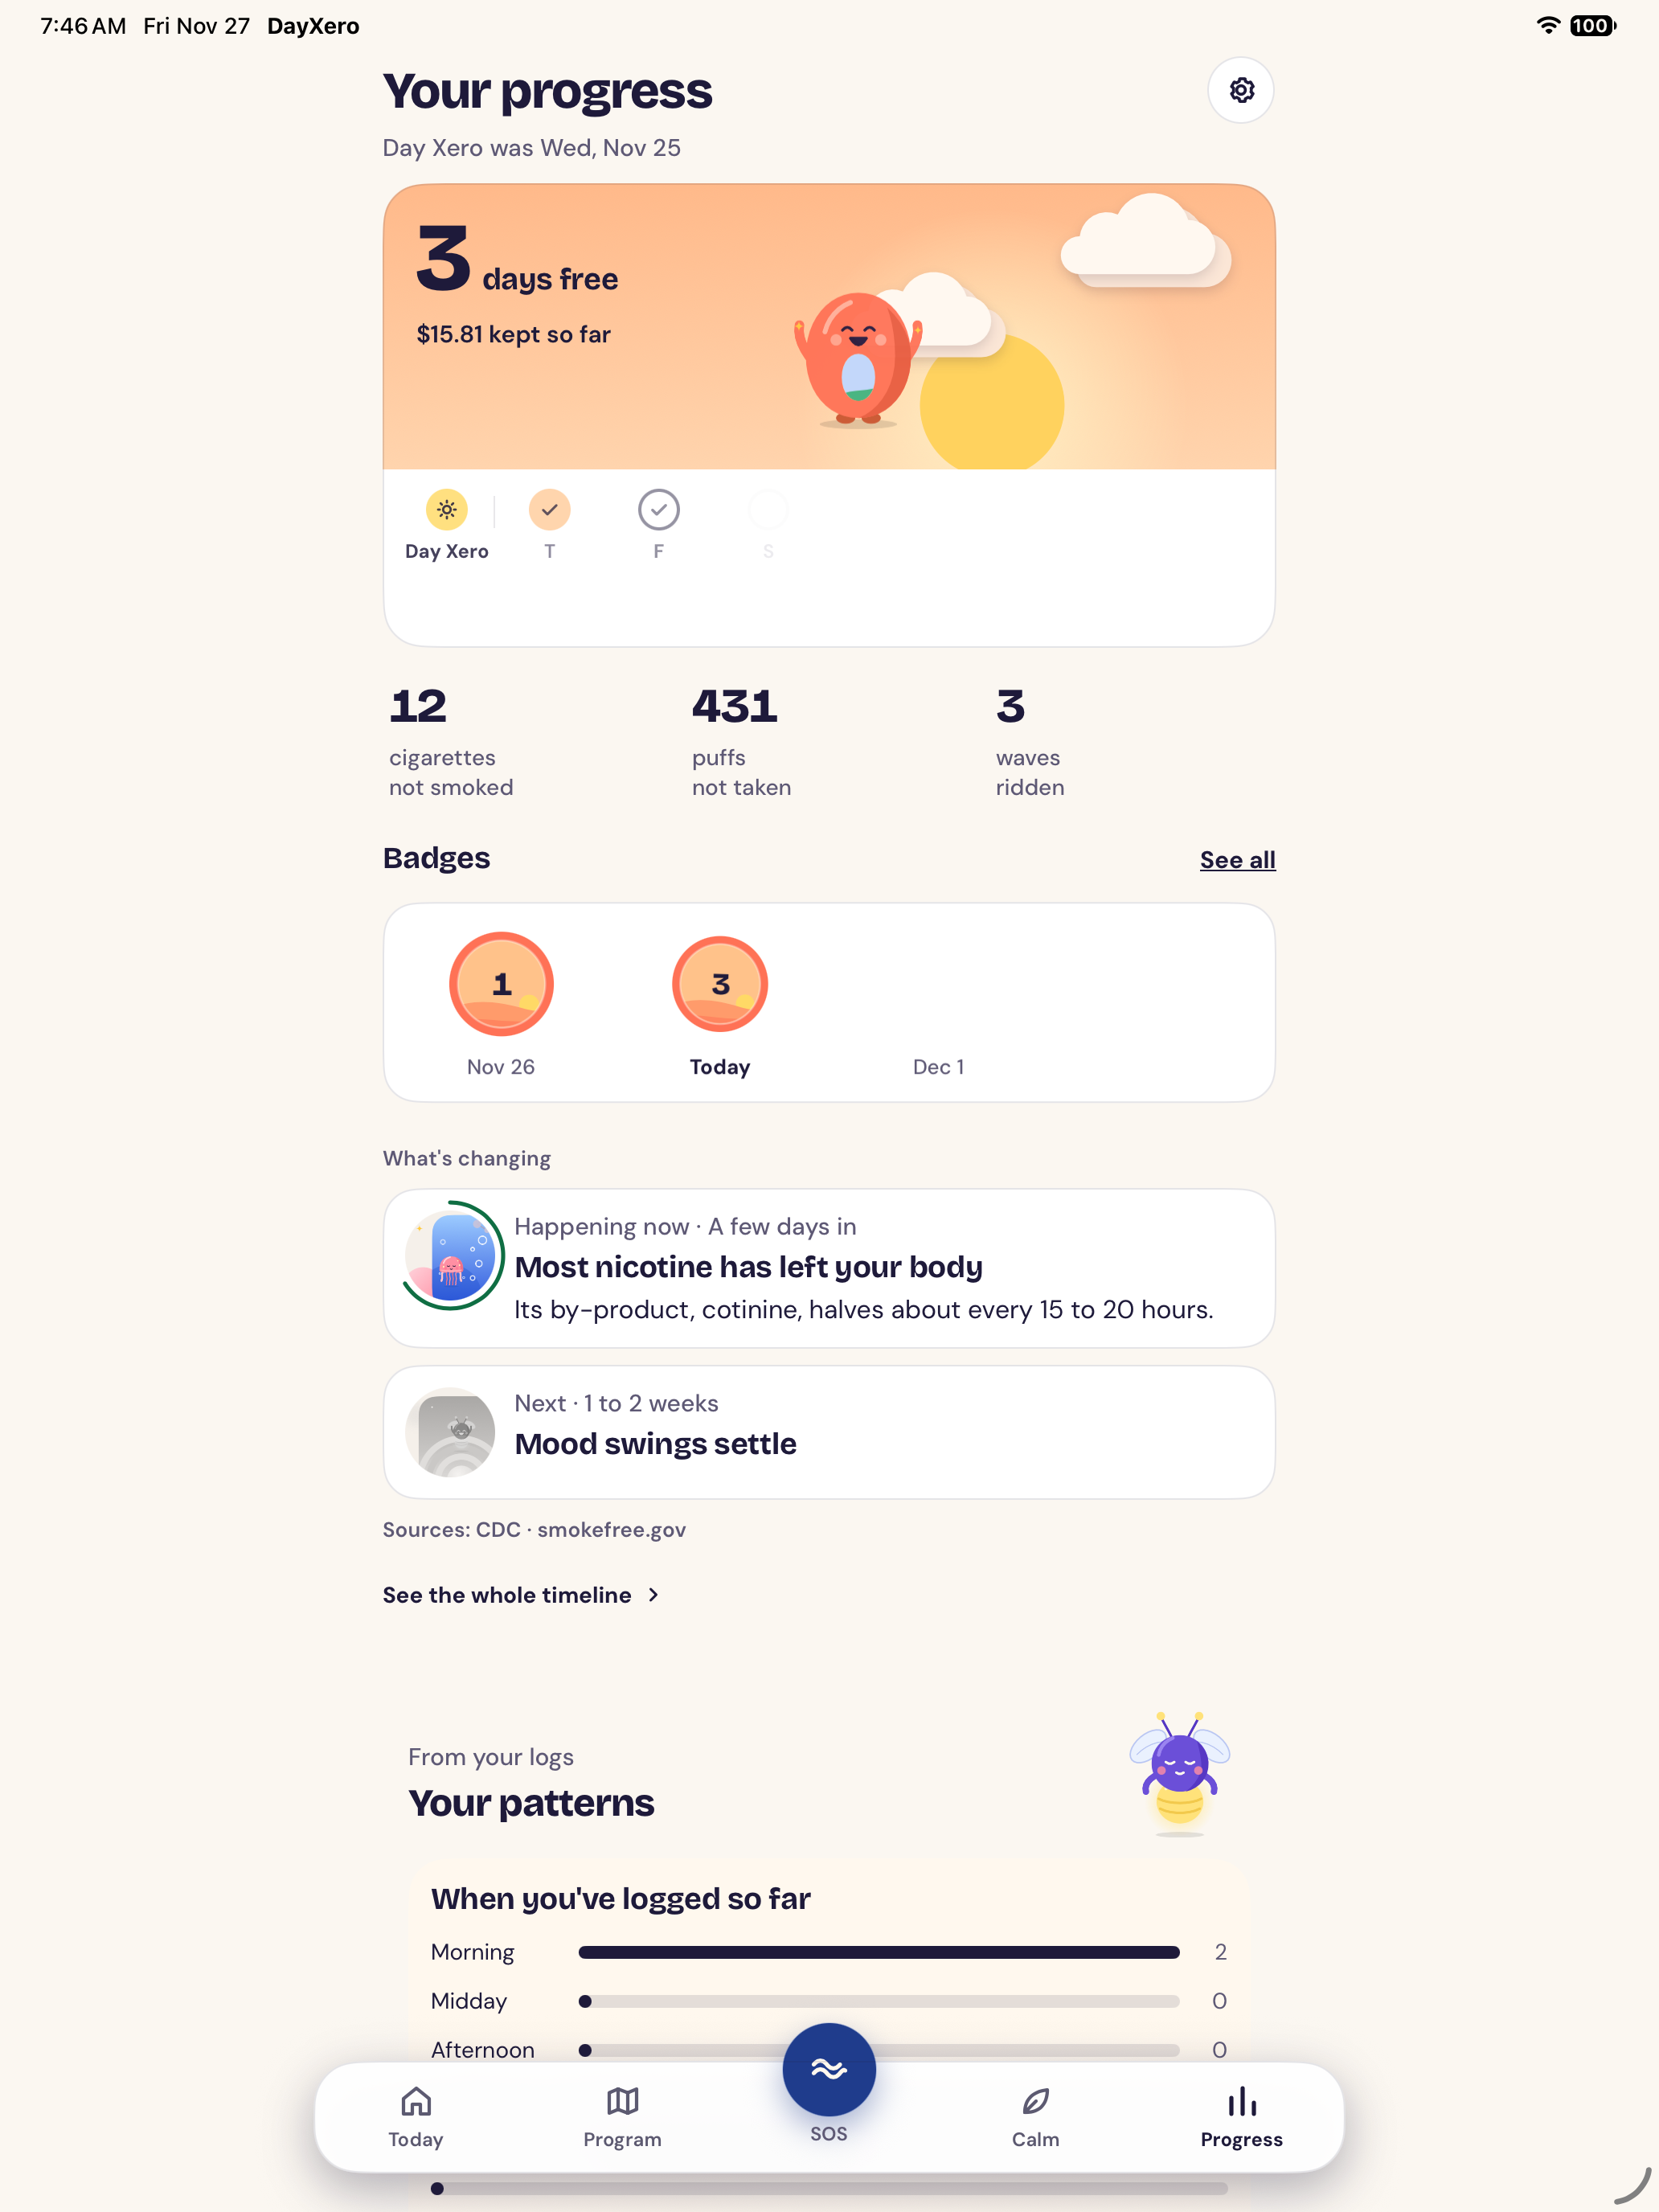 7:46 AM Fri Nov 27 DayXero
100
Your progress
Day Xero was Wed, Nov 25
3 days free
$15.81 kept so far
Day Xero T F S
12 431 3
cigarettes puffs waves
not smoked not taken ridden
Badges See all
1 3
Nov 26 Today Dec 1
What's changing
Happening now · A few days in
Most nicotine has left your body
Its by-product, cotinine, halves about every 15 to 20 hours.
Next · 1 to 2 weeks
Mood swings settle
Sources: CDC · smokefree.gov
See the whole timeline
From your logs
Your patterns
When you've logged so far
Morning 2
Midday 0
Afternoon 0
Today Program SOS Calm Progress